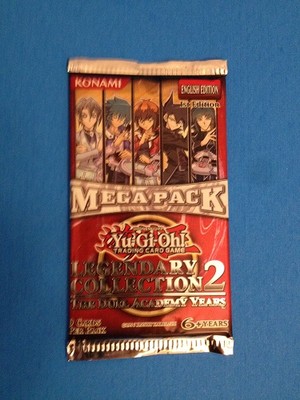 KONAMI
ENGLISH EDITION
1st Edition
MEGA PACK
Yu-Gi-Oh!
TRADING CARD GAME
LEGENDARY
COLLECTION 2
THE DUEL ACADEMY YEARS
9 CARDS
PER PACK
6+ YEARS